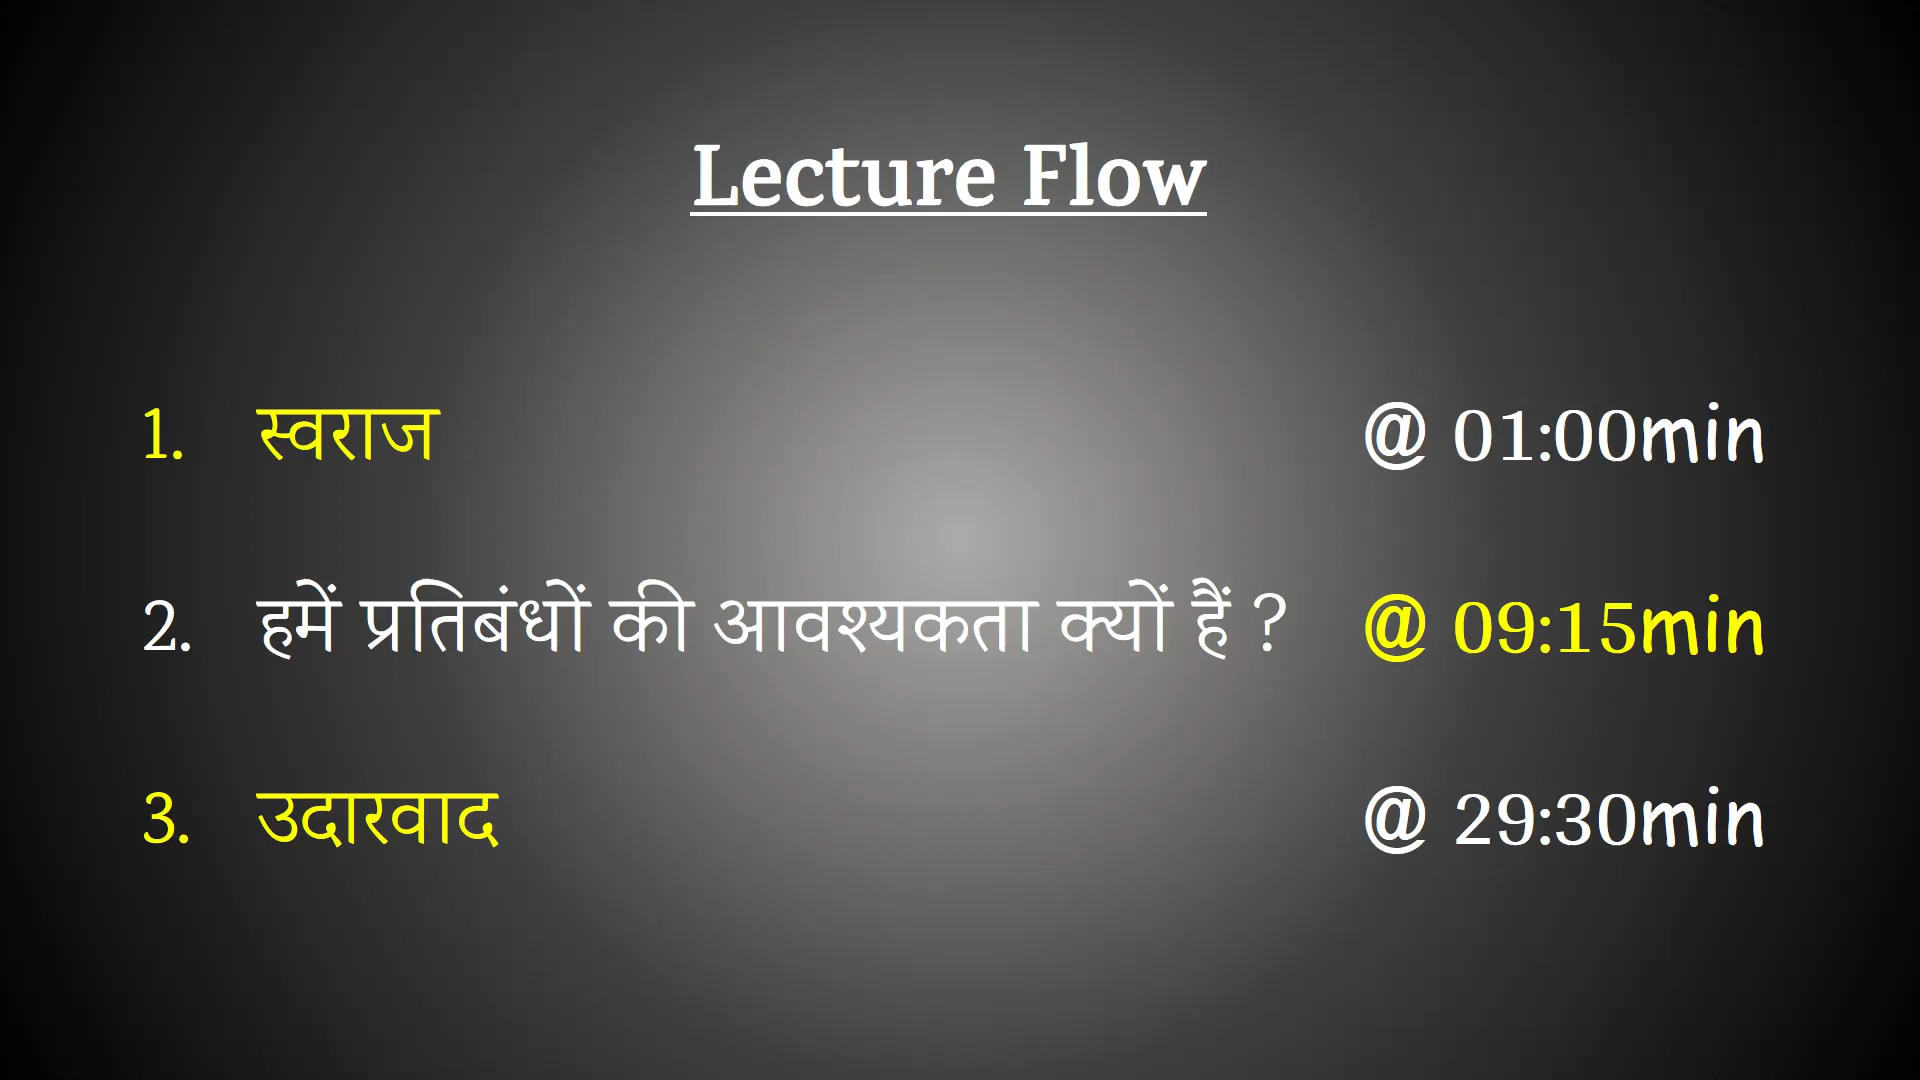 Lecture Flow
1. स्वराज @ 01:00min
2. हमें प्रतिबंधों की आवश्यकता क्यों हैं ? @ 09:15min
3. उदारवाद @ 29:30min